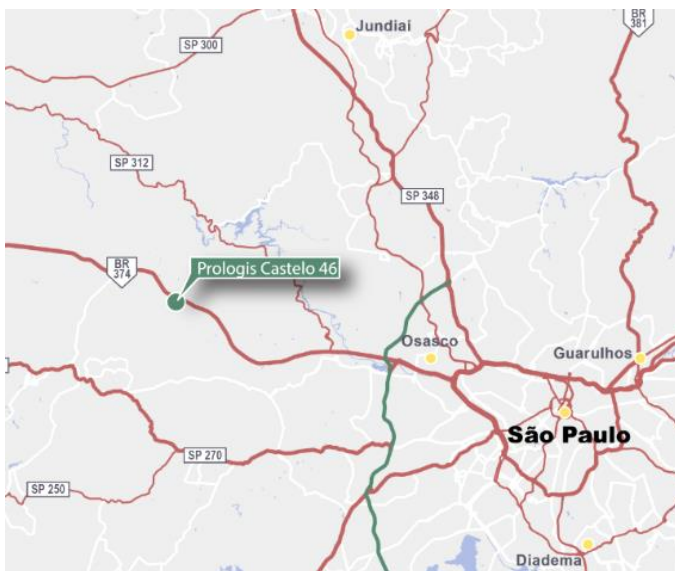 Jundiaí
BR
381
SP 300
SP 312
SP 348
BR
374
Prologis Castelo 46
Osasco
Guarulhos
São Paulo
SP 270
SP 250
Diadema